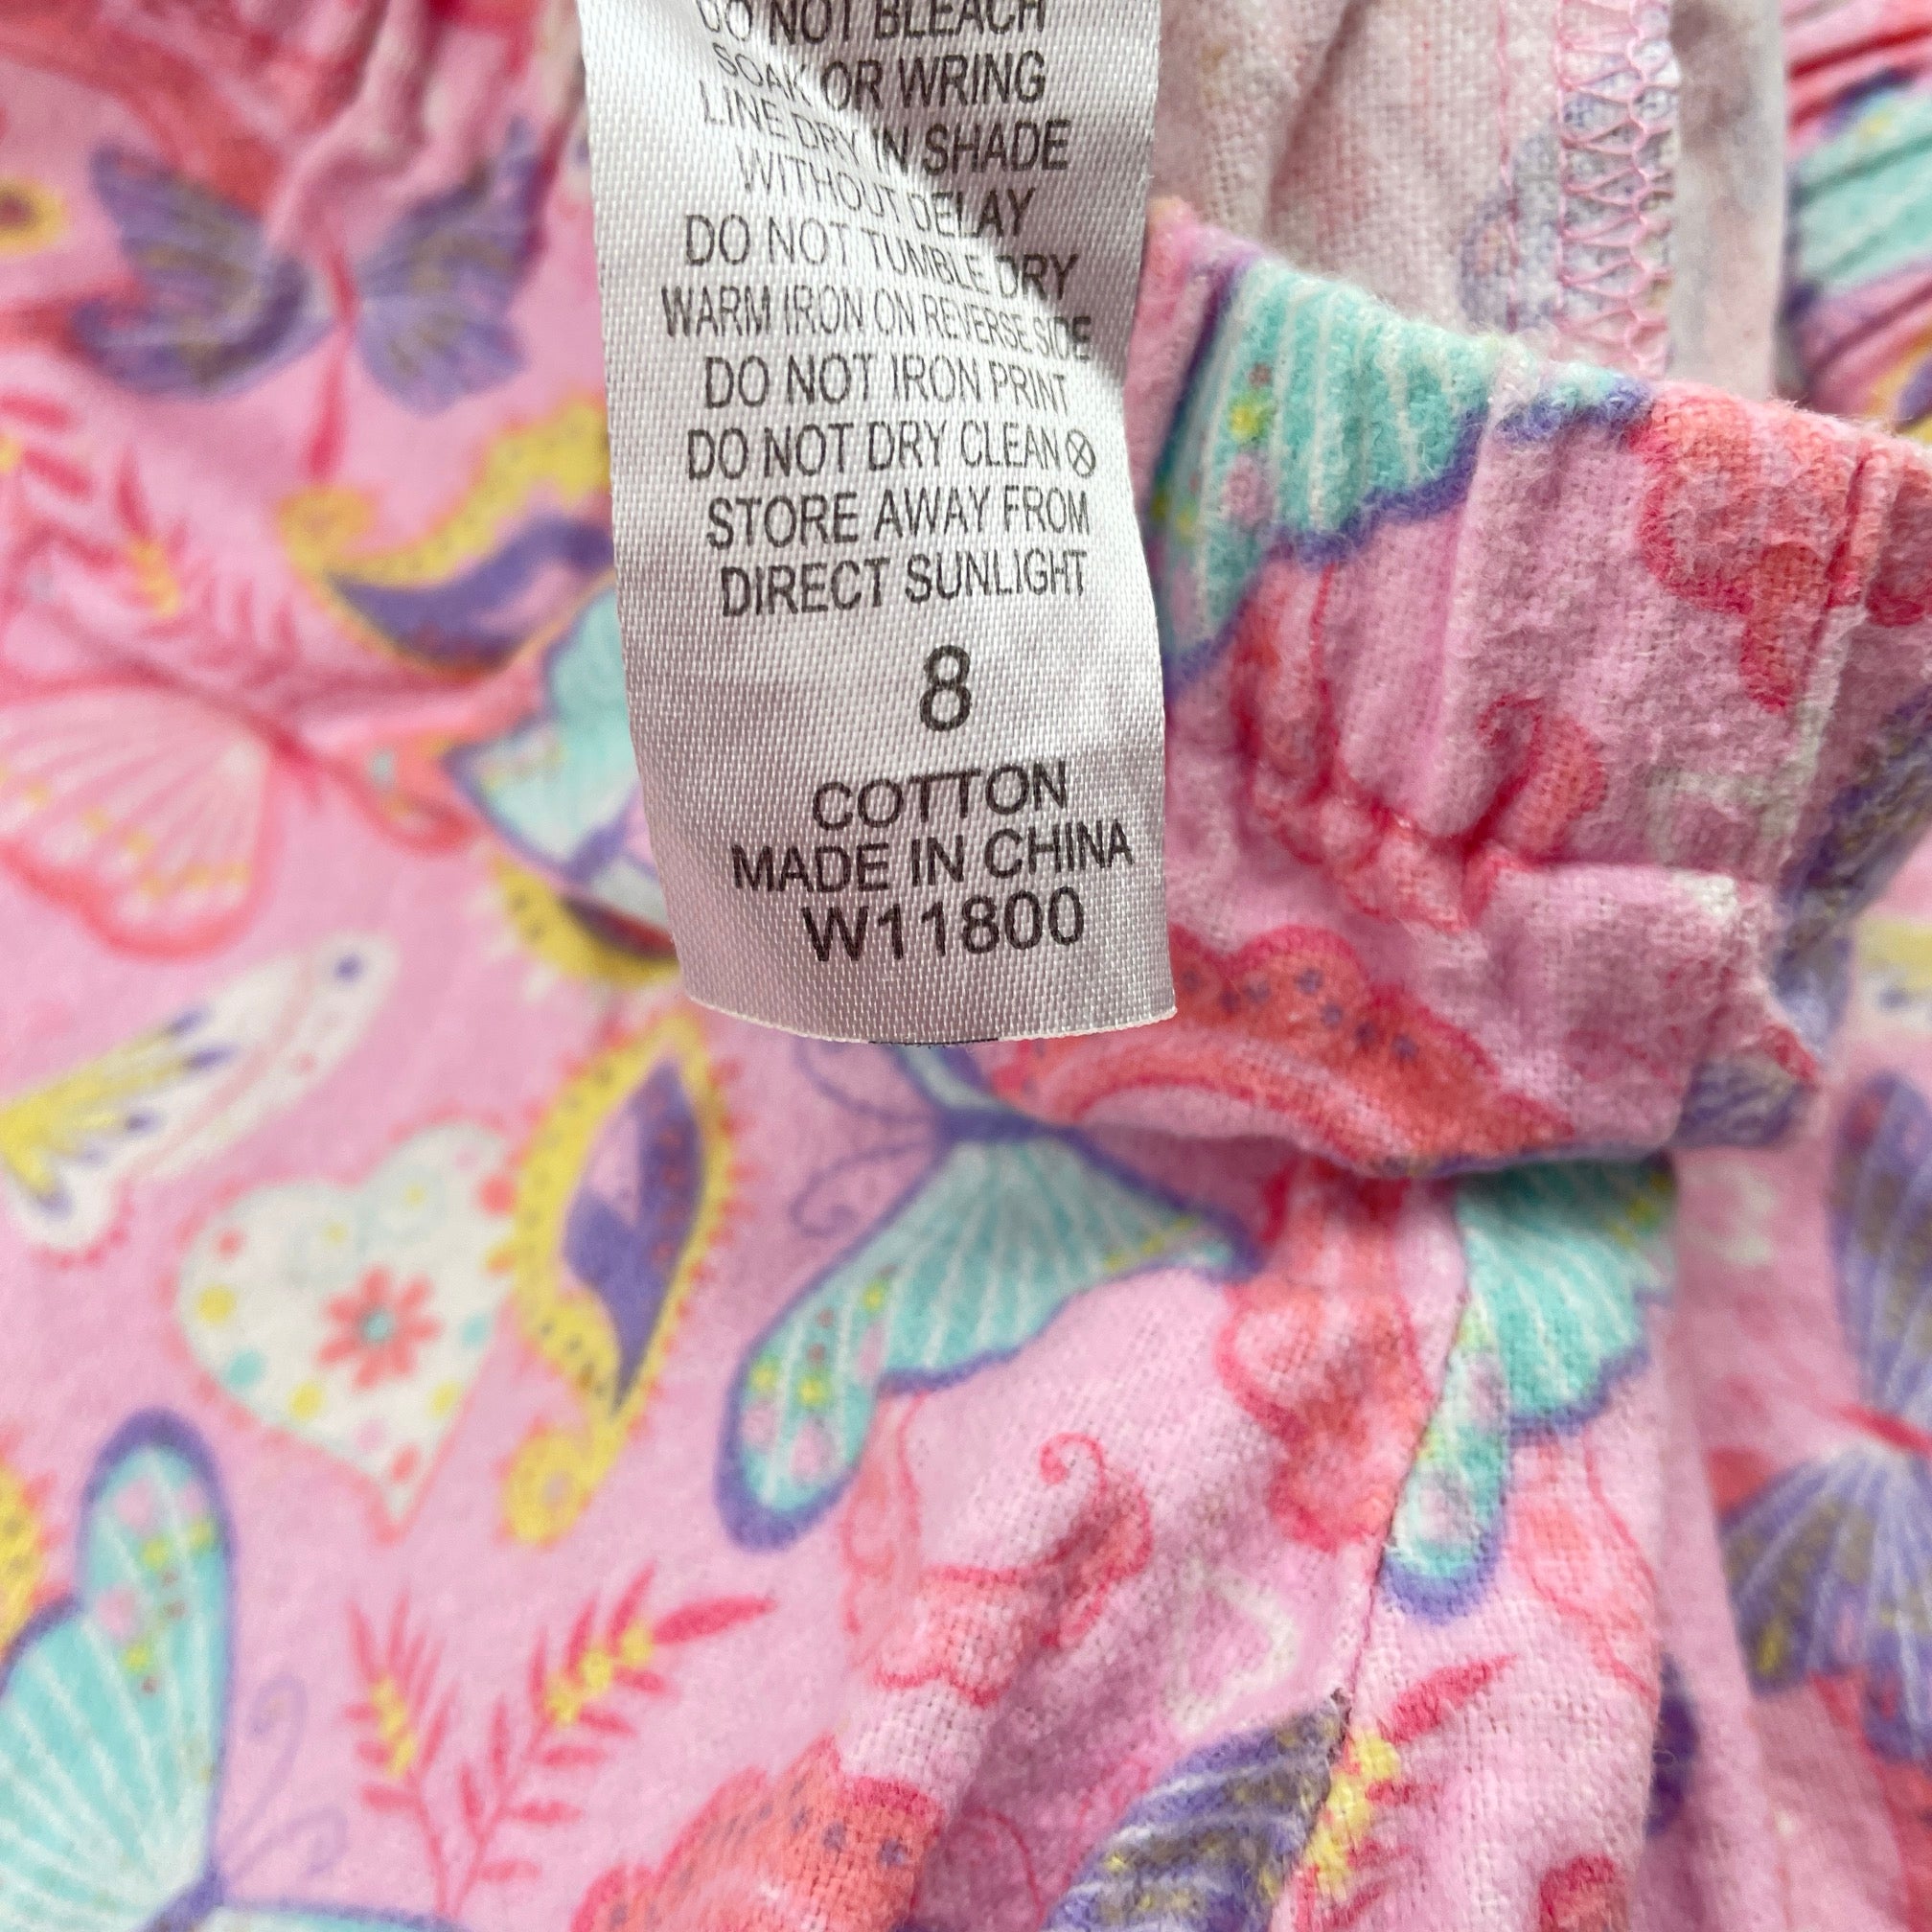 DO NOT BLEACH
SOAK OR WRING
LINE DRY IN SHADE
WITHOUT DELAY
DO NOT TUMBLE DRY
WARM IRON ON REVERSE SIDE
DO NOT IRON PRINT
DO NOT DRY CLEAN
STORE AWAY FROM
DIRECT SUNLIGHT
8
COTTON
MADE IN CHINA
W11800